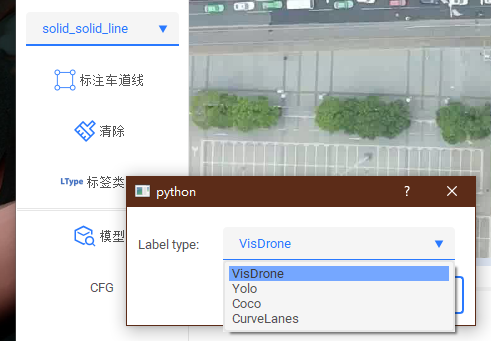 solid_solid_line
标注车道线
清除
LType 标签类
模型
CFG
python
?
Label type:
VisDrone
VisDrone
Yolo
Coco
CurveLanes